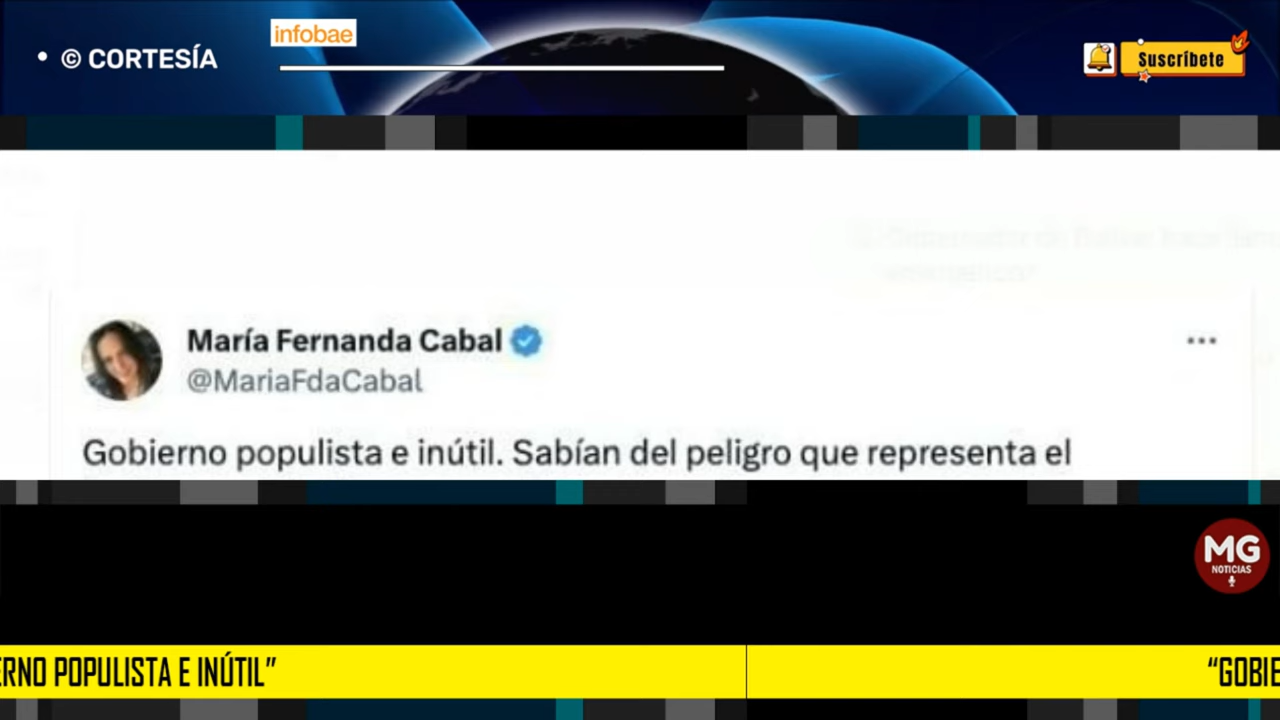 • © CORTESÍA
infobae
Suscríbete
María Fernanda Cabal
@MariaFdaCabal
Gobierno populista e inútil. Sabían del peligro que representa el
MG
NOTICIAS
ERNO POPULISTA E INÚTIL”
“GOBIE